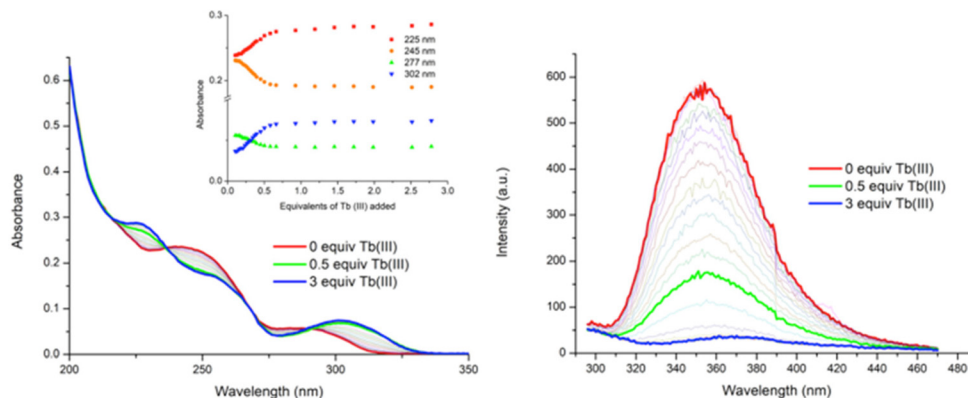 0.3
225 nm
245 nm
277 nm
302 nm
0.2
Absorbance
0.0 0.5 1.0 1.5 2.0 2.5 3.0
Equivalents of Tb (III) added
0.6
0.5
0.4
0.3
0.2
0.1
0.0
Absorbance
0 equiv Tb(III)
0.5 equiv Tb(III)
3 equiv Tb(III)
200 250 300 350
Wavelength (nm)
600
500
400
300
200
100
50
0
Intensity (a.u.)
0 equiv Tb(III)
0.5 equiv Tb(III)
3 equiv Tb(III)
300 320 340 360 380 400 420 440 460 480
Wavelength (nm)